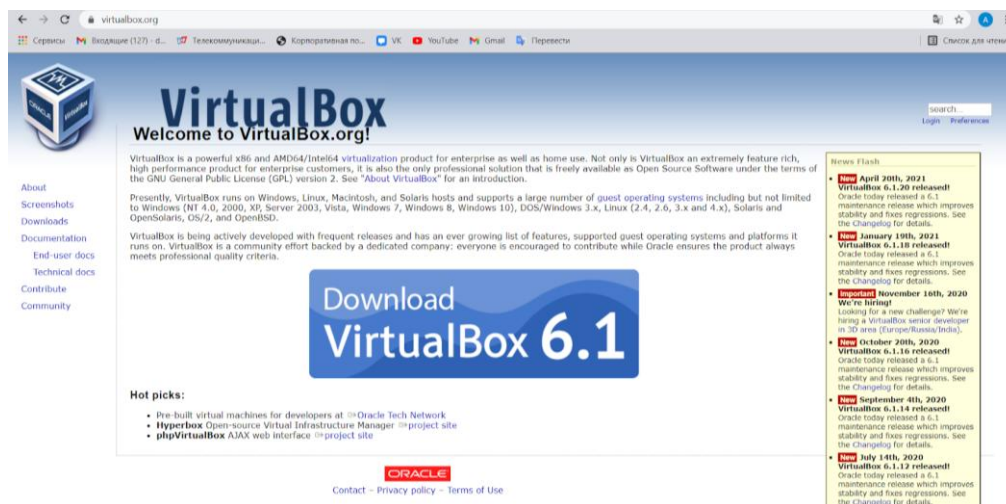 virtualbox.org
Сервисы
Входящие (127) - d...
Телекоммуникаци...
Корпоративная по...
VK
YouTube
Gmail
Перевести
Список для чтени
ORACLE
VirtualBox
VirtualBox
search...
Login Preferences
Welcome to VirtualBox.org!
VirtualBox is a powerful x86 and AMD64/Intel64 virtualization product for enterprise as well as home use. Not only is VirtualBox an extremely feature rich,
high performance product for enterprise customers, it is also the only professional solution that is freely available as Open Source Software under the terms of
the GNU General Public License (GPL) version 2. See "About VirtualBox" for an introduction.
Presently, VirtualBox runs on Windows, Linux, Macintosh, and Solaris hosts and supports a large number of guest operating systems including but not limited
to Windows (NT 4.0, 2000, XP, Server 2003, Vista, Windows 7, Windows 8, Windows 10), DOS/Windows 3.x, Linux (2.4, 2.6, 3.x and 4.x), Solaris and
OpenSolaris, OS/2, and OpenBSD.
VirtualBox is being actively developed with frequent releases and has an ever growing list of features, supported guest operating systems and platforms it
runs on. VirtualBox is a community effort backed by a dedicated company: everyone is encouraged to contribute while Oracle ensures the product always
meets professional quality criteria.
About
Screenshots
Downloads
Documentation
End-user docs
Technical docs
Contribute
Community
Download
VirtualBox 6.1
Hot picks:
• Pre-built virtual machines for developers at Oracle Tech Network
• Hyperbox Open-source Virtual Infrastructure Manager project site
• phpVirtualBox AJAX web interface project site
News Flash
• New April 20th, 2021
VirtualBox 6.1.20 released!
Oracle today released a 6.1
maintenance release which improves
stability and fixes regressions. See
the Changelog for details.
• New January 19th, 2021
VirtualBox 6.1.18 released!
Oracle today released a 6.1
maintenance release which improves
stability and fixes regressions. See
the Changelog for details.
• Important November 16th, 2020
We're hiring!
Looking for a new challenge? We're
hiring a VirtualBox senior developer
in 3D area (Europe/Russia/India).
• New October 20th, 2020
VirtualBox 6.1.16 released!
Oracle today released a 6.1
maintenance release which improves
stability and fixes regressions. See
the Changelog for details.
• New September 4th, 2020
VirtualBox 6.1.14 released!
Oracle today released a 6.1
maintenance release which improves
stability and fixes regressions. See
the Changelog for details.
• New July 14th, 2020
VirtualBox 6.1.12 released!
Oracle today released a 6.1
maintenance release which improves
stability and fixes regressions. See
the Changelog for details.
ORACLE
Contact – Privacy policy – Terms of Use